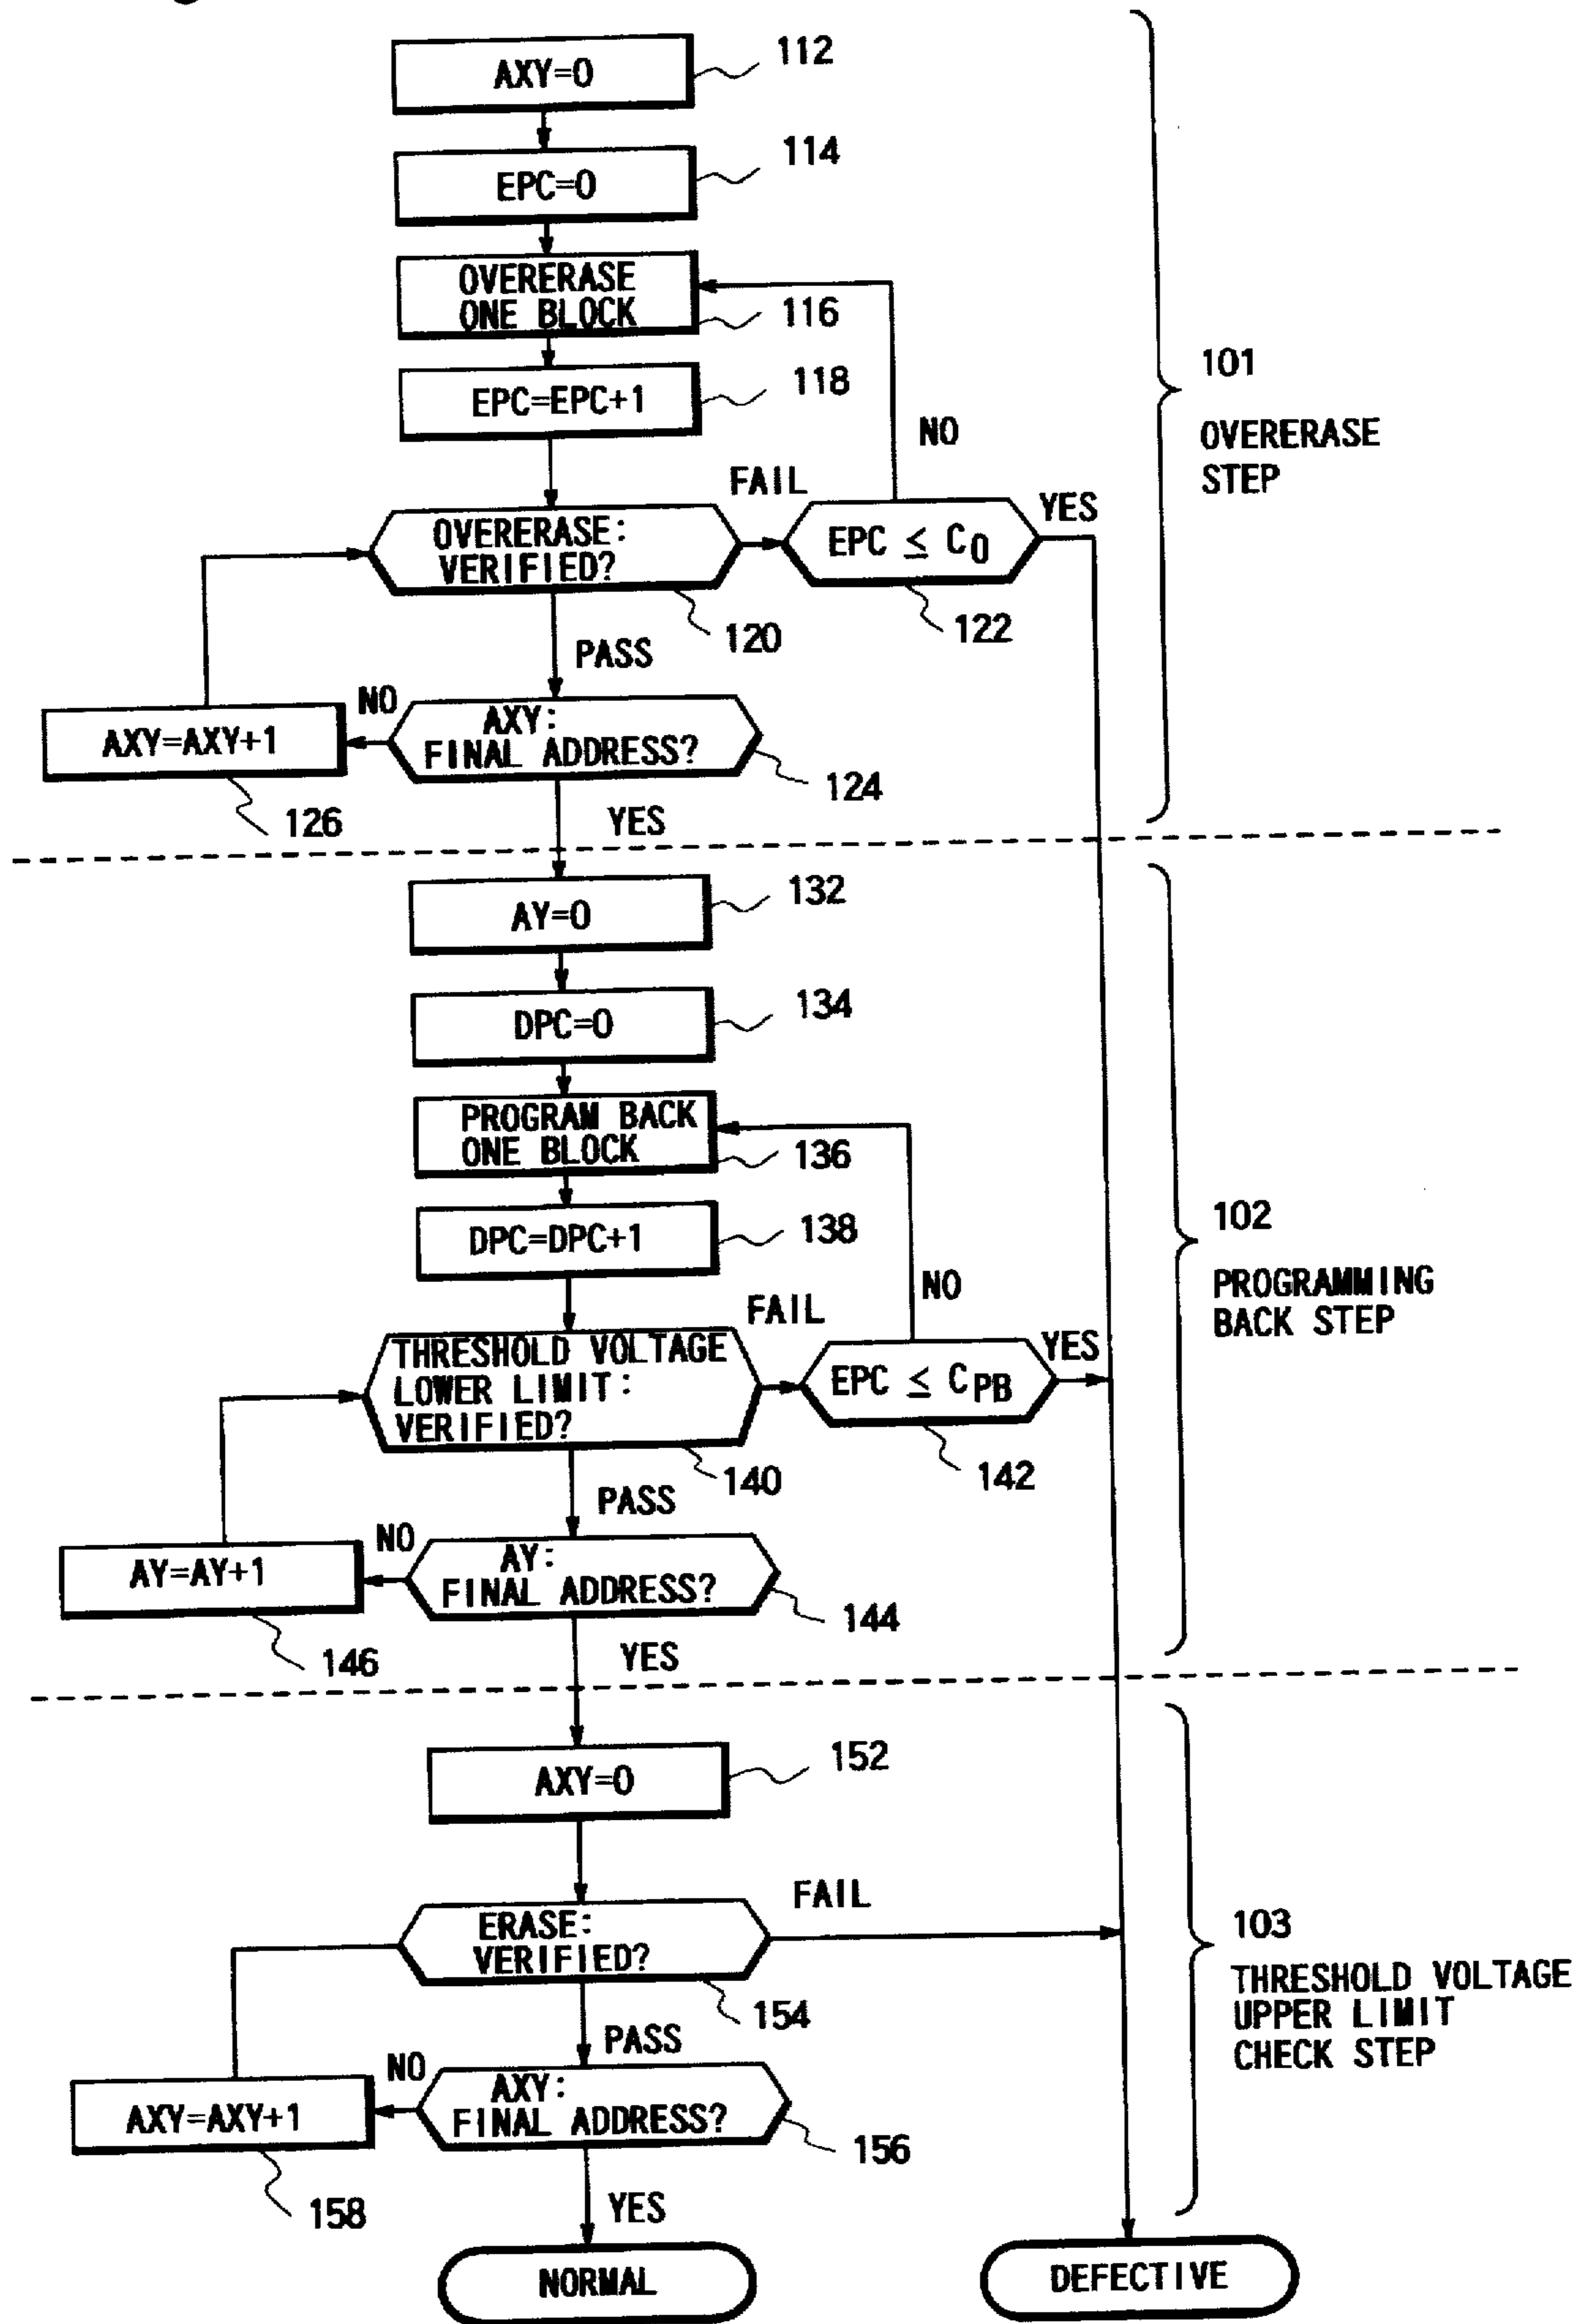 AXY=0
112
EPC=0
114
OVERERASE
ONE BLOCK
116
EPC=EPC+1
118
101
OVERERASE
STEP
NO
FAIL
YES
OVERERASE:
VERIFIED?
EPC ≤ C0
120
122
PASS
NO
AXY=AXY+1
AXY:
FINAL ADDRESS?
124
126
YES
AY=0
132
DPC=0
134
PROGRAM BACK
ONE BLOCK
136
DPC=DPC+1
138
102
PROGRAMMING
BACK STEP
NO
FAIL
YES
THRESHOLD VOLTAGE
LOWER LIMIT:
VERIFIED?
EPC ≤ CPB
140
142
PASS
NO
AY=AY+1
AY:
FINAL ADDRESS?
144
146
YES
AXY=0
152
FAIL
ERASE:
VERIFIED?
154
103
THRESHOLD VOLTAGE
UPPER LIMIT
CHECK STEP
PASS
NO
AXY=AXY+1
AXY:
FINAL ADDRESS?
156
158
YES
NORMAL
DEFECTIVE